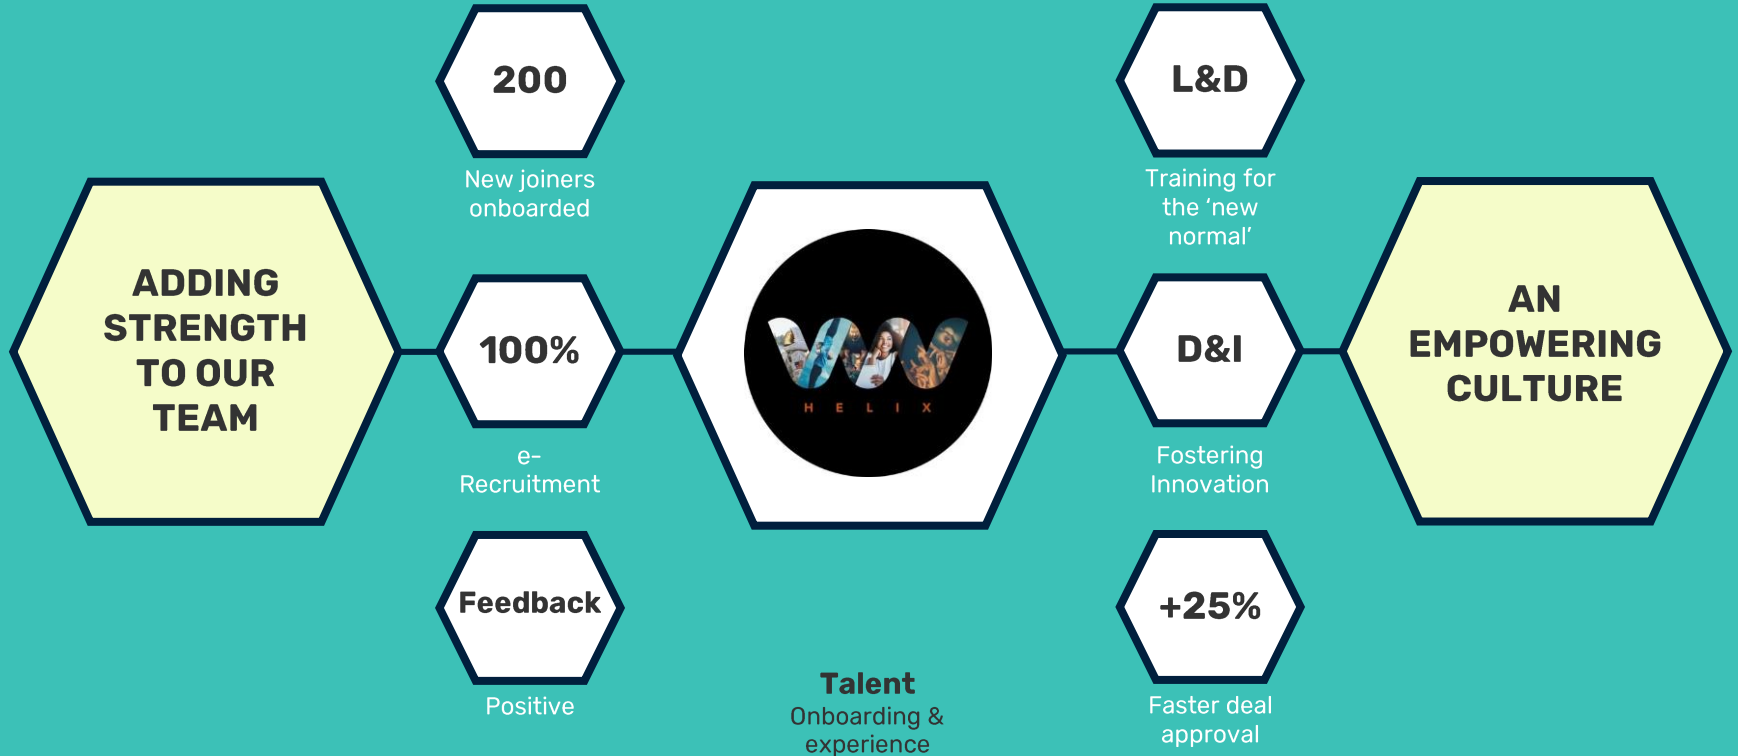 200
New joiners
onboarded
L&D
Training for
the ‘new
normal’
ADDING
STRENGTH
TO OUR
TEAM
100%
e-
Recruitment
HELIX
D&I
Fostering
Innovation
AN
EMPOWERING
CULTURE
Feedback
Positive
Talent
Onboarding &
experience
+25%
Faster deal
approval